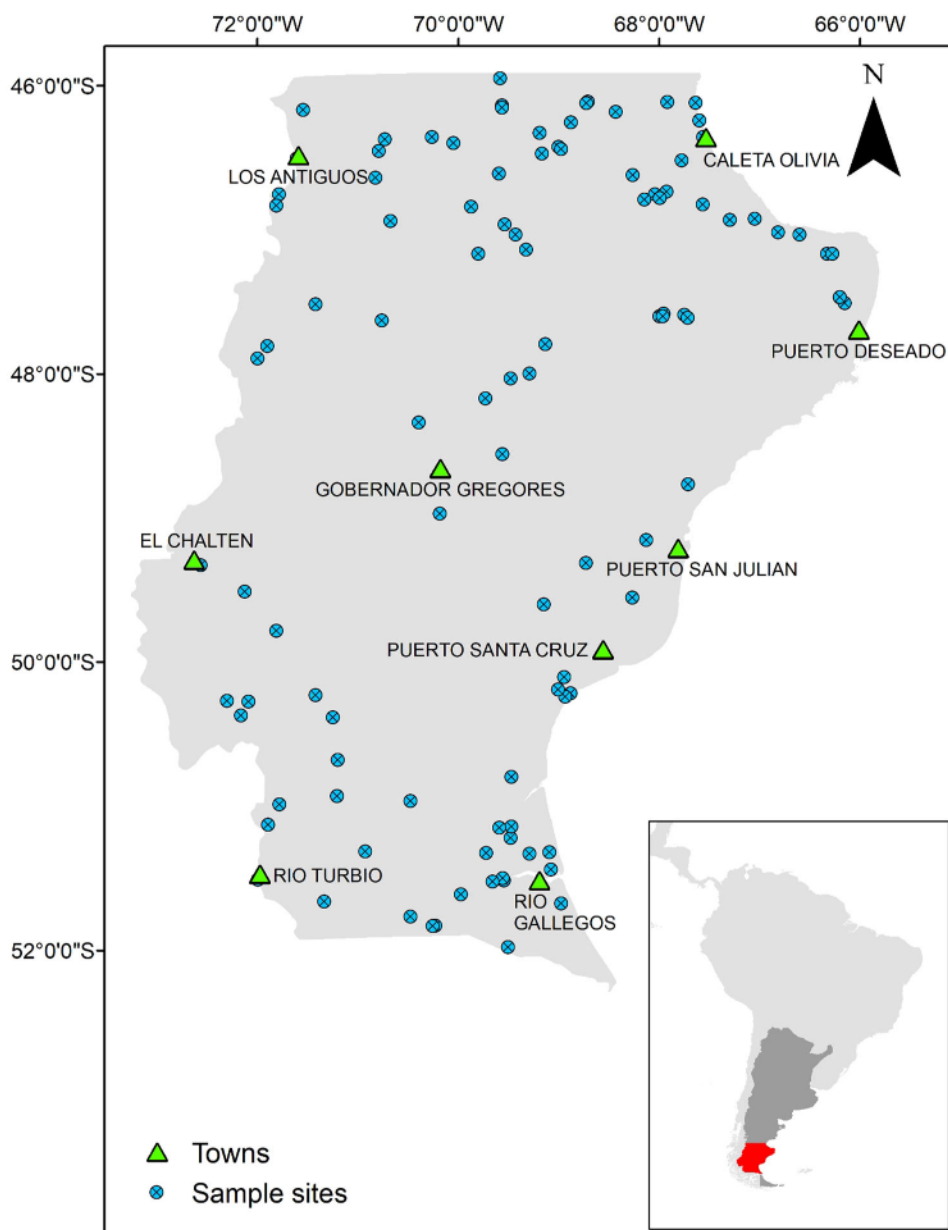 72°0'0"W
70°0'0"W
68°0'0"W
66°0'0"W
46°0'0"S
N
CALETA OLIVIA
LOS ANTIGUOS
PUERTO DESEADO
48°0'0"S
GOBERNADOR GREGORES
EL CHALTEN
PUERTO SAN JULIAN
PUERTO SANTA CRUZ
50°0'0"S
RIO TURBIO
RIO
GALLEGOS
52°0'0"S
Towns
Sample sites